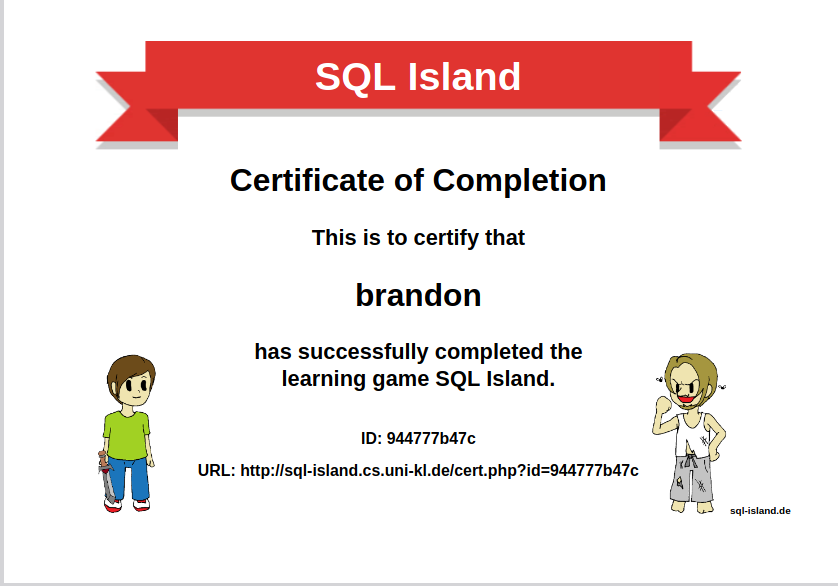 SQL Island
Certificate of Completion
This is to certify that
brandon
has successfully completed the
learning game SQL Island.
ID: 944777b47c
URL: http://sql-island.cs.uni-kl.de/cert.php?id=944777b47c
sql-island.de